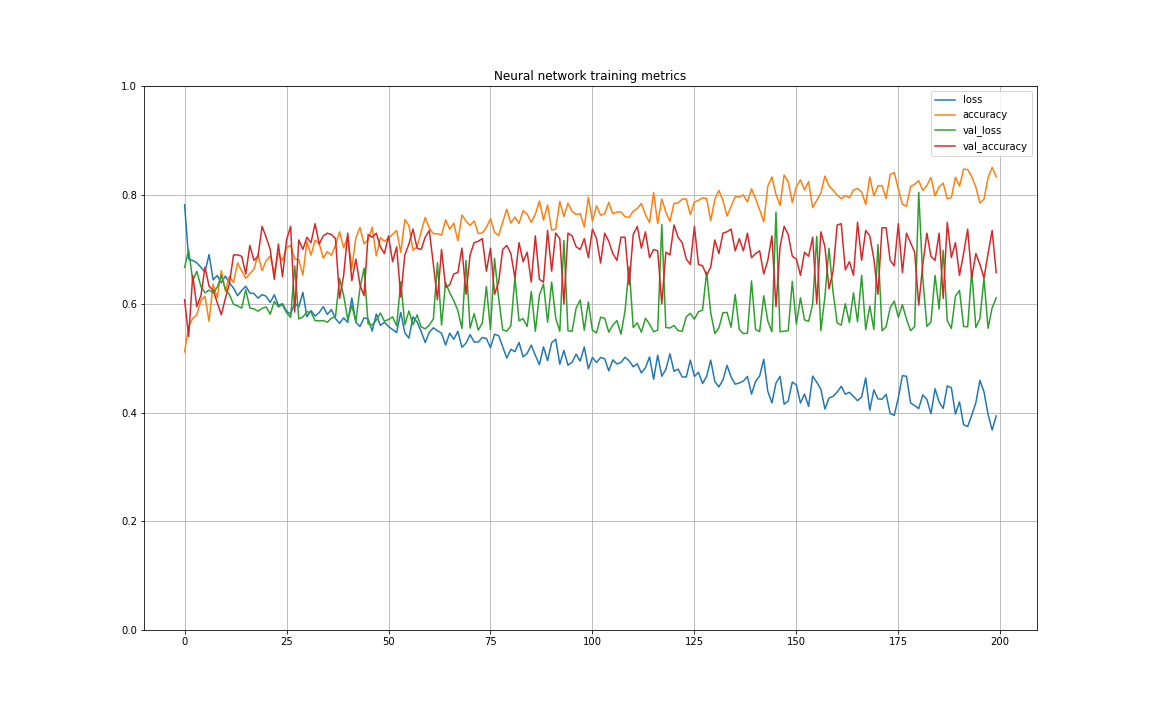 Neural network training metrics
1.0
0.8
0.6
0.4
0.2
0.0
0 25 50 75 100 125 150 175 200
loss
accuracy
val_loss
val_accuracy